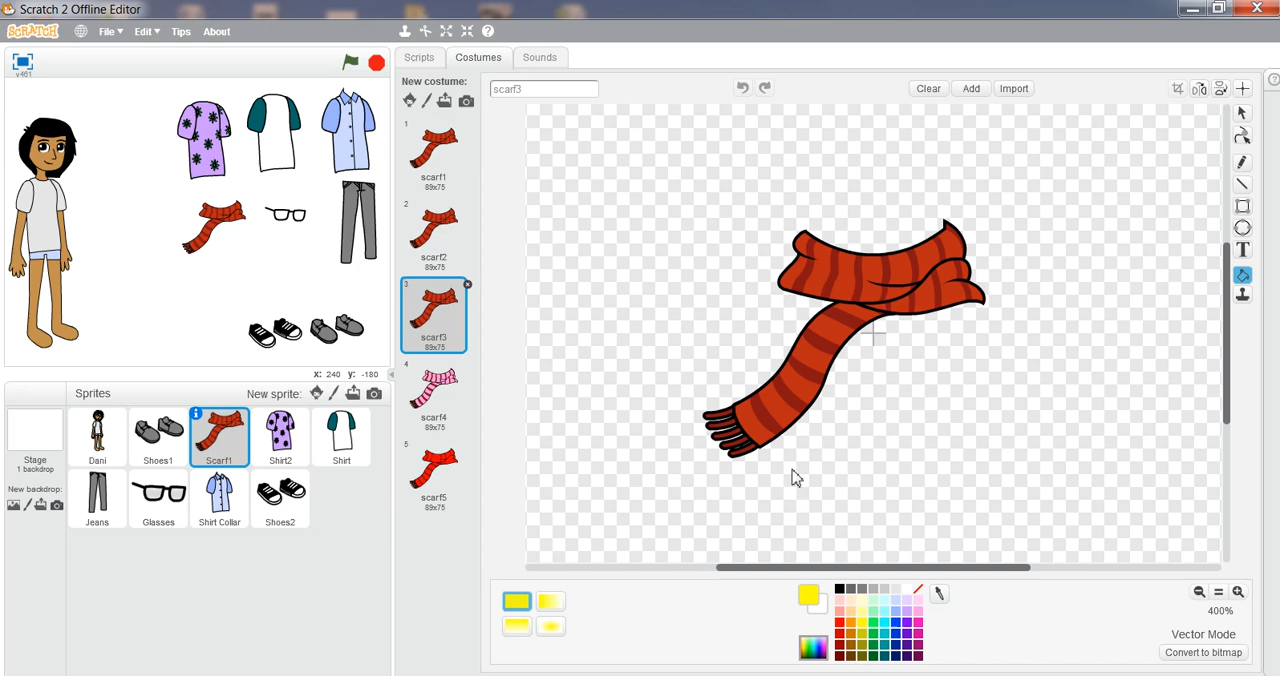 Scratch 2 Offline Editor
SCRATCH File Edit Tips About
v461
Scripts Costumes Sounds
New costume:
scarf3
Clear Add Import
1
scarf1
89x75
2
scarf2
89x75
3
scarf3
89x75
4
scarf4
89x75
5
scarf5
89x75
T
x: 240 y: -180
Sprites New sprite:
Stage
1 backdrop
New backdrop:
Dani Shoes1 Scarf1 Shirt2 Shirt
Jeans Glasses Shirt Collar Shoes2
400%
Vector Mode
Convert to bitmap